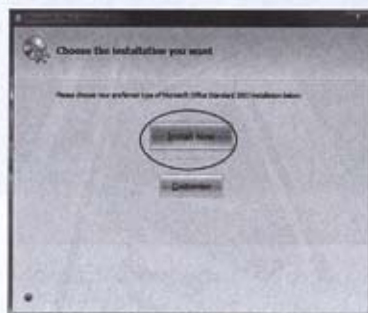 Choose the installation you want
Please choose your preferred type of Microsoft Office Standard installation below:
Install Now
Customize